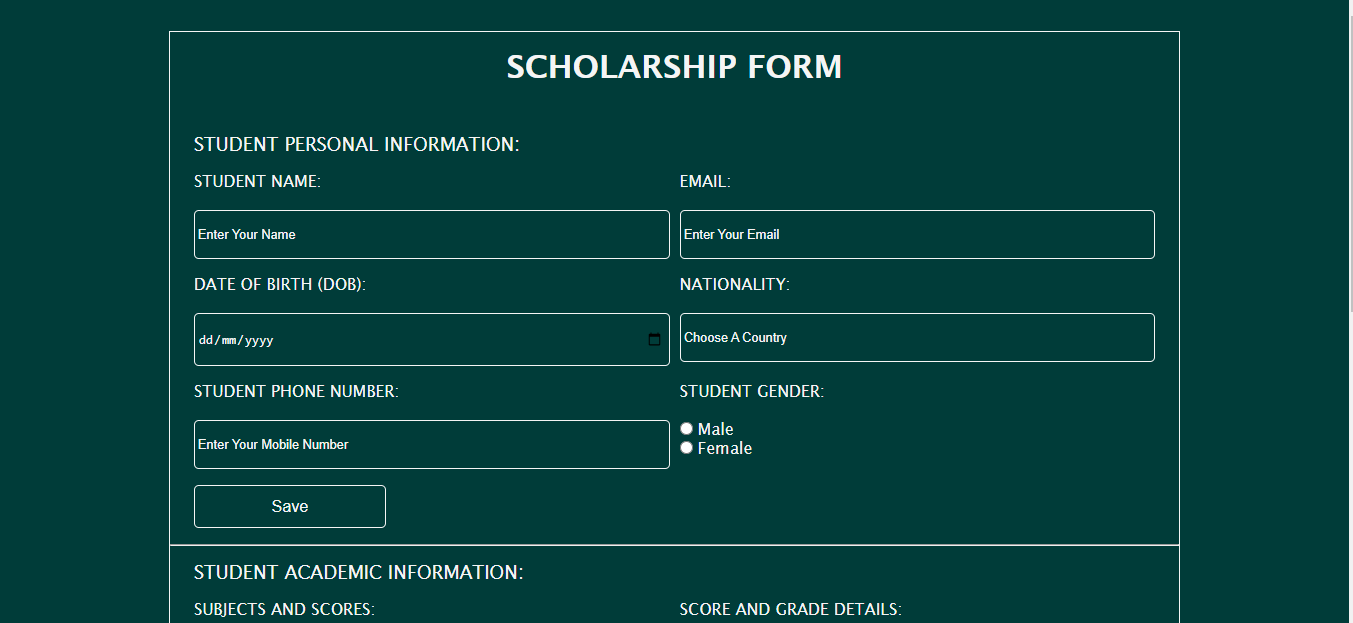 SCHOLARSHIP FORM
STUDENT PERSONAL INFORMATION:
STUDENT NAME:
EMAIL:
Enter Your Name
Enter Your Email
DATE OF BIRTH (DOB):
NATIONALITY:
dd/mm/yyyy
Choose A Country
STUDENT PHONE NUMBER:
STUDENT GENDER:
Enter Your Mobile Number
Male
Female
Save
STUDENT ACADEMIC INFORMATION:
SUBJECTS AND SCORES:
SCORE AND GRADE DETAILS: